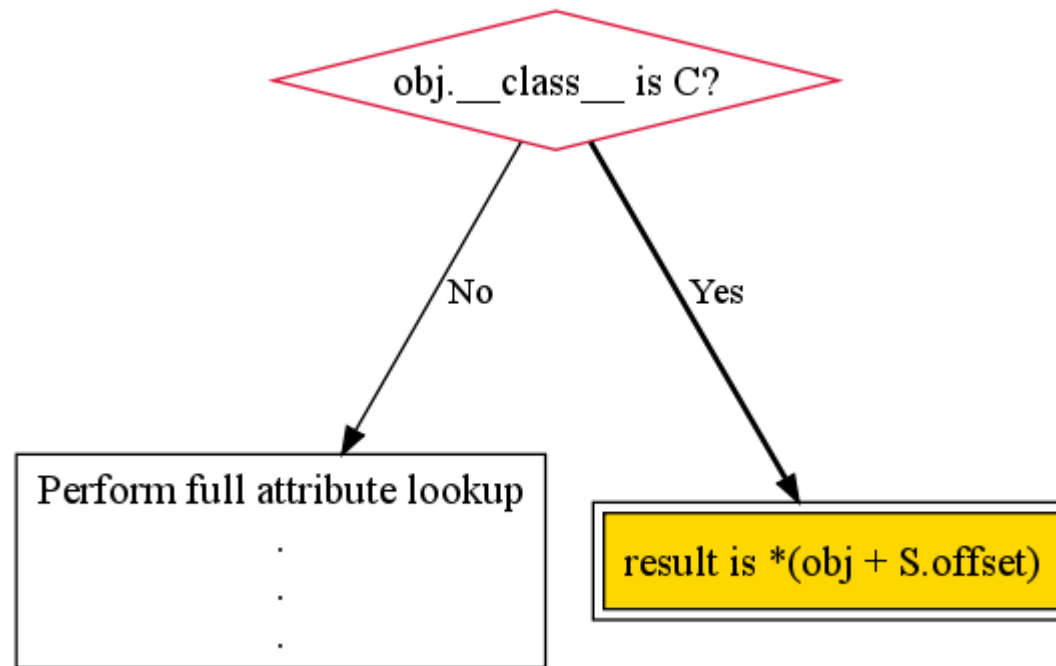 obj.__class__ is C?
No
Yes
Perform full attribute lookup
.
.
.
result is *(obj + S.offset)